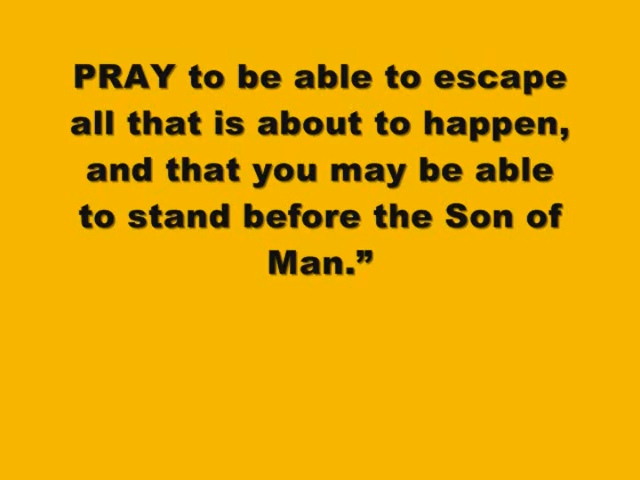 PRAY to be able to escape
all that is about to happen,
and that you may be able
to stand before the Son of
Man.”